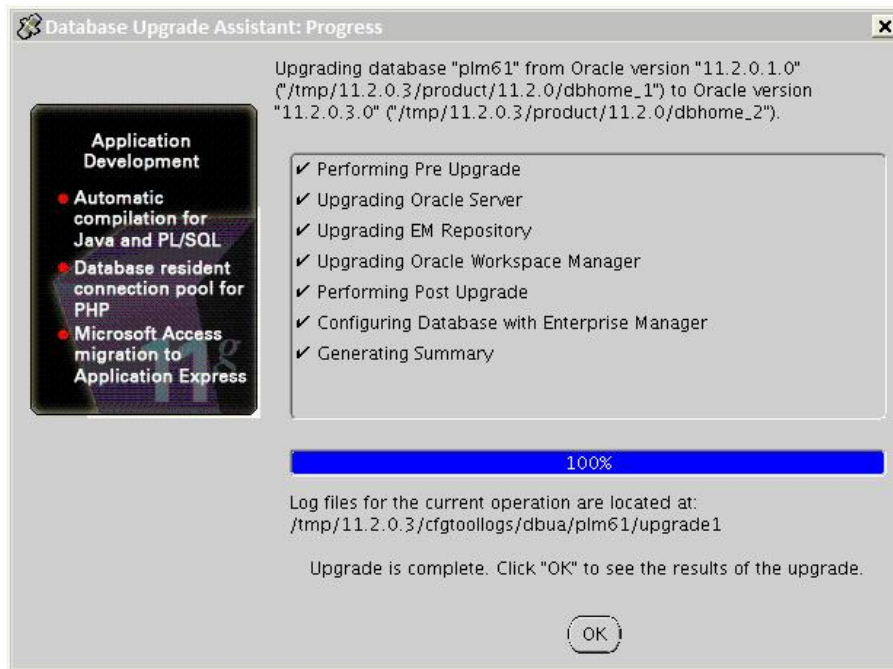 Database Upgrade Assistant: Progress
Upgrading database "plm61" from Oracle version "11.2.0.1.0"
("/tmp/11.2.0.3/product/11.2.0/dbhome_1") to Oracle version
"11.2.0.3.0" ("/tmp/11.2.0.3/product/11.2.0/dbhome_2").
Application
Development
Automatic
compilation for
Java and PL/SQL
Database resident
connection pool for
PHP
Microsoft Access
migration to
Application Express
11g
✔ Performing Pre Upgrade
✔ Upgrading Oracle Server
✔ Upgrading EM Repository
✔ Upgrading Oracle Workspace Manager
✔ Performing Post Upgrade
✔ Configuring Database with Enterprise Manager
✔ Generating Summary
100%
Log files for the current operation are located at:
/tmp/11.2.0.3/cfgtoollogs/dbua/plm61/upgrade1
Upgrade is complete. Click "OK" to see the results of the upgrade.
OK